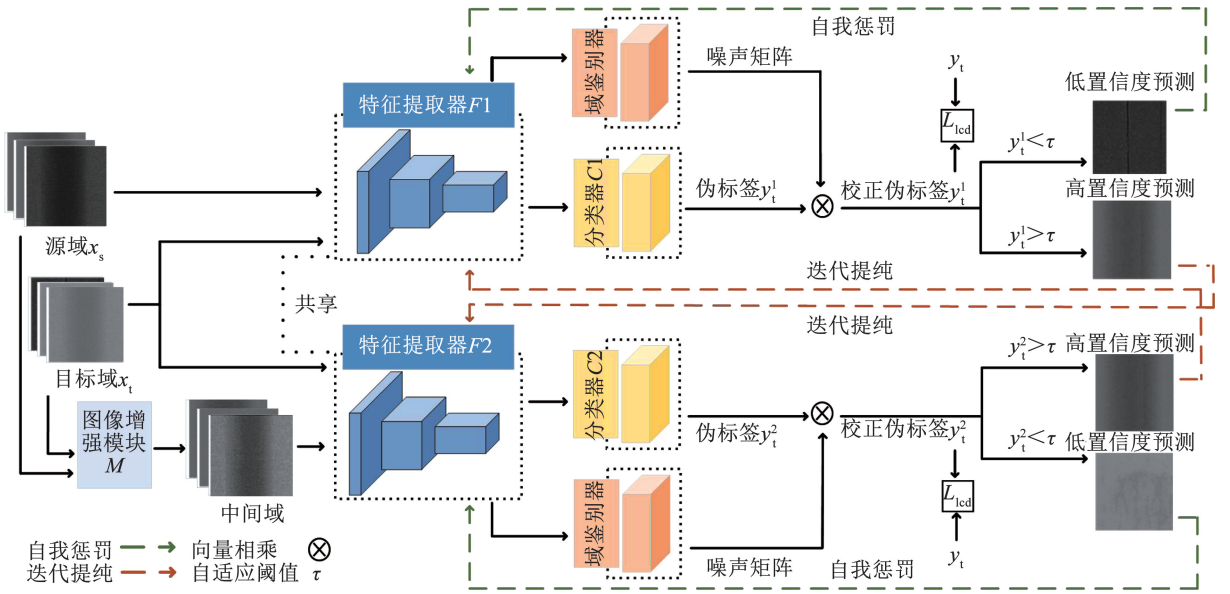 自我惩罚
域鉴别器
噪声矩阵
y_t
低置信度预测
特征提取器F1
L_lcd
y_t^1<τ
分类器C1
伪标签y_t^1
校正伪标签y_t^1
高置信度预测
源域x_s
y_t^1>τ
迭代提纯
共享
迭代提纯
特征提取器F2
y_t^2>τ
高置信度预测
目标域x_t
分类器C2
伪标签y_t^2
校正伪标签y_t^2
y_t^2<τ
低置信度预测
图像增
强模块
M
中间域
域鉴别器
L_lcd
噪声矩阵
y_t
自我惩罚
自我惩罚 向量相乘 ⊗
迭代提纯 自适应阈值 τ